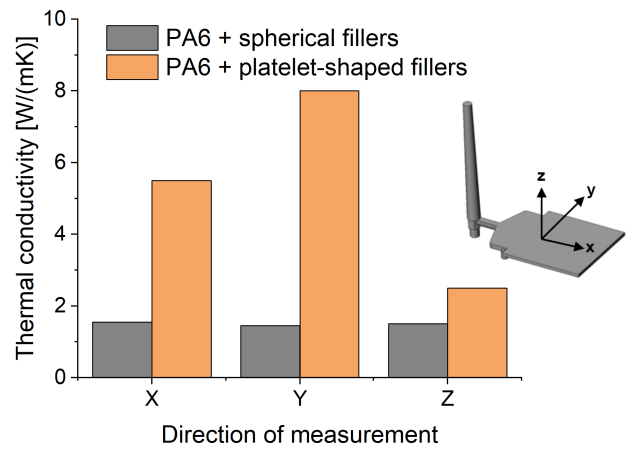 PA6 + spherical fillers
PA6 + platelet-shaped fillers
Thermal conductivity [W/(mK)]
10
8
6
4
2
0
X
Y
Z
Direction of measurement
z
y
x